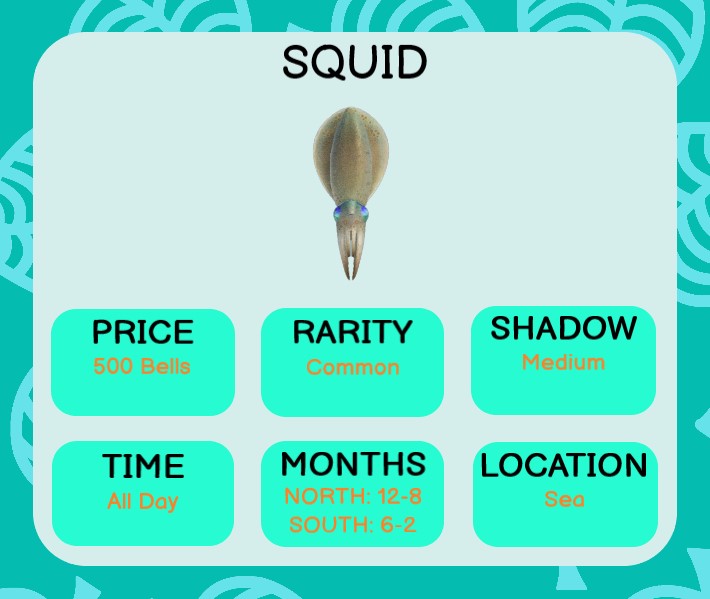 SQUID
PRICE
500 Bells
RARITY
Common
SHADOW
Medium
TIME
All Day
MONTHS
NORTH: 12-8
SOUTH: 6-2
LOCATION
Sea